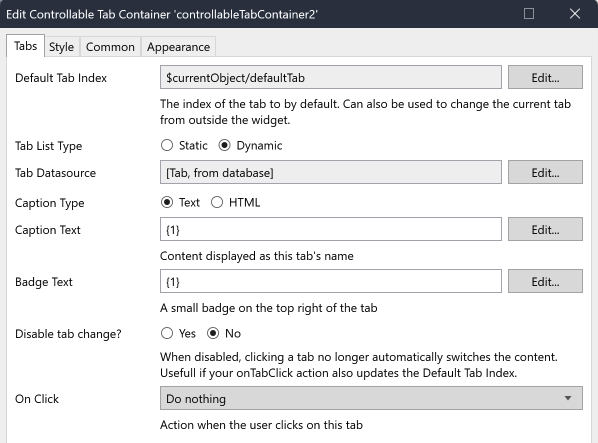 Edit Controllable Tab Container 'controllableTabContainer2'
Tabs Style Common Appearance
Default Tab Index $currentObject/defaultTab Edit...
The index of the tab to by default. Can also be used to change the current tab
from outside the widget.
Tab List Type Static Dynamic
Tab Datasource [Tab, from database] Edit...
Caption Type Text HTML
Caption Text {1} Edit...
Content displayed as this tab's name
Badge Text {1} Edit...
A small badge on the top right of the tab
Disable tab change? Yes No
When disabled, clicking a tab no longer automatically switches the content.
Usefull if your onTabClick action also updates the Default Tab Index.
On Click Do nothing
Action when the user clicks on this tab